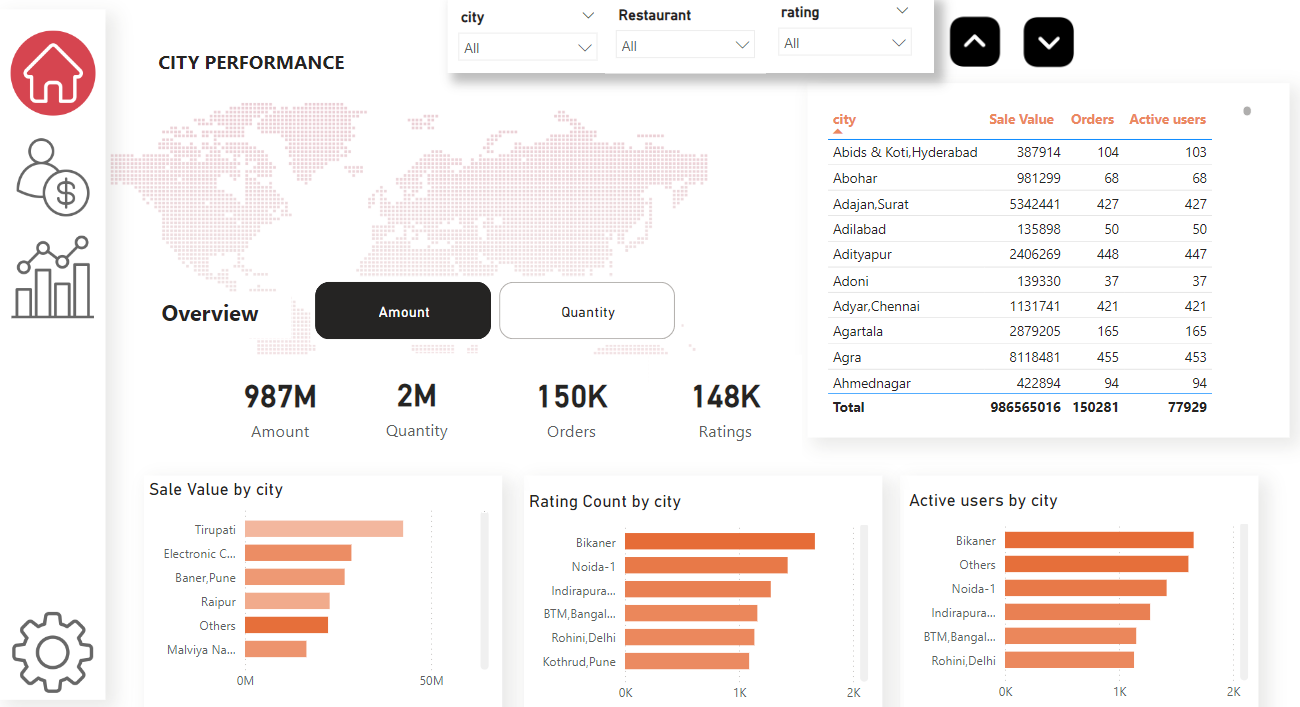 city
Restaurant
rating
All
All
All
CITY PERFORMANCE
city Sale Value Orders Active users
Abids & Koti,Hyderabad 387914 104 103
Abohar 981299 68 68
Adajan,Surat 5342441 427 427
Adilabad 135898 50 50
Adityapur 2406269 448 447
Adoni 139330 37 37
Adyar,Chennai 1131741 421 421
Agartala 2879205 165 165
Agra 8118481 455 453
Ahmednagar 422894 94 94
Total 986565016 150281 77929
Overview
Amount
Quantity
987M
Amount
2M
Quantity
150K
Orders
148K
Ratings
$
Sale Value by city
Tirupati
Electronic C...
Baner,Pune
Raipur
Others
Malviya Na...
0M 50M
Rating Count by city
Bikaner
Noida-1
Indirapura...
BTM,Bangal...
Rohini,Delhi
Kothrud,Pune
0K 1K 2K
Active users by city
Bikaner
Others
Noida-1
Indirapura...
BTM,Bangal...
Rohini,Delhi
0K 1K 2K